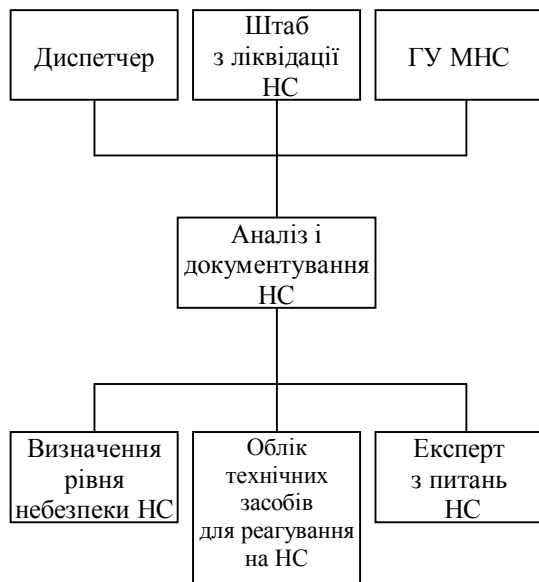 Диспетчер
Штаб
з ліквідації
НС
ГУ МНС
Аналіз і
документування
НС
Визначення
рівня
небезпеки НС
Облік
технічних
засобів
для реагування
на НС
Експерт
з питань
НС